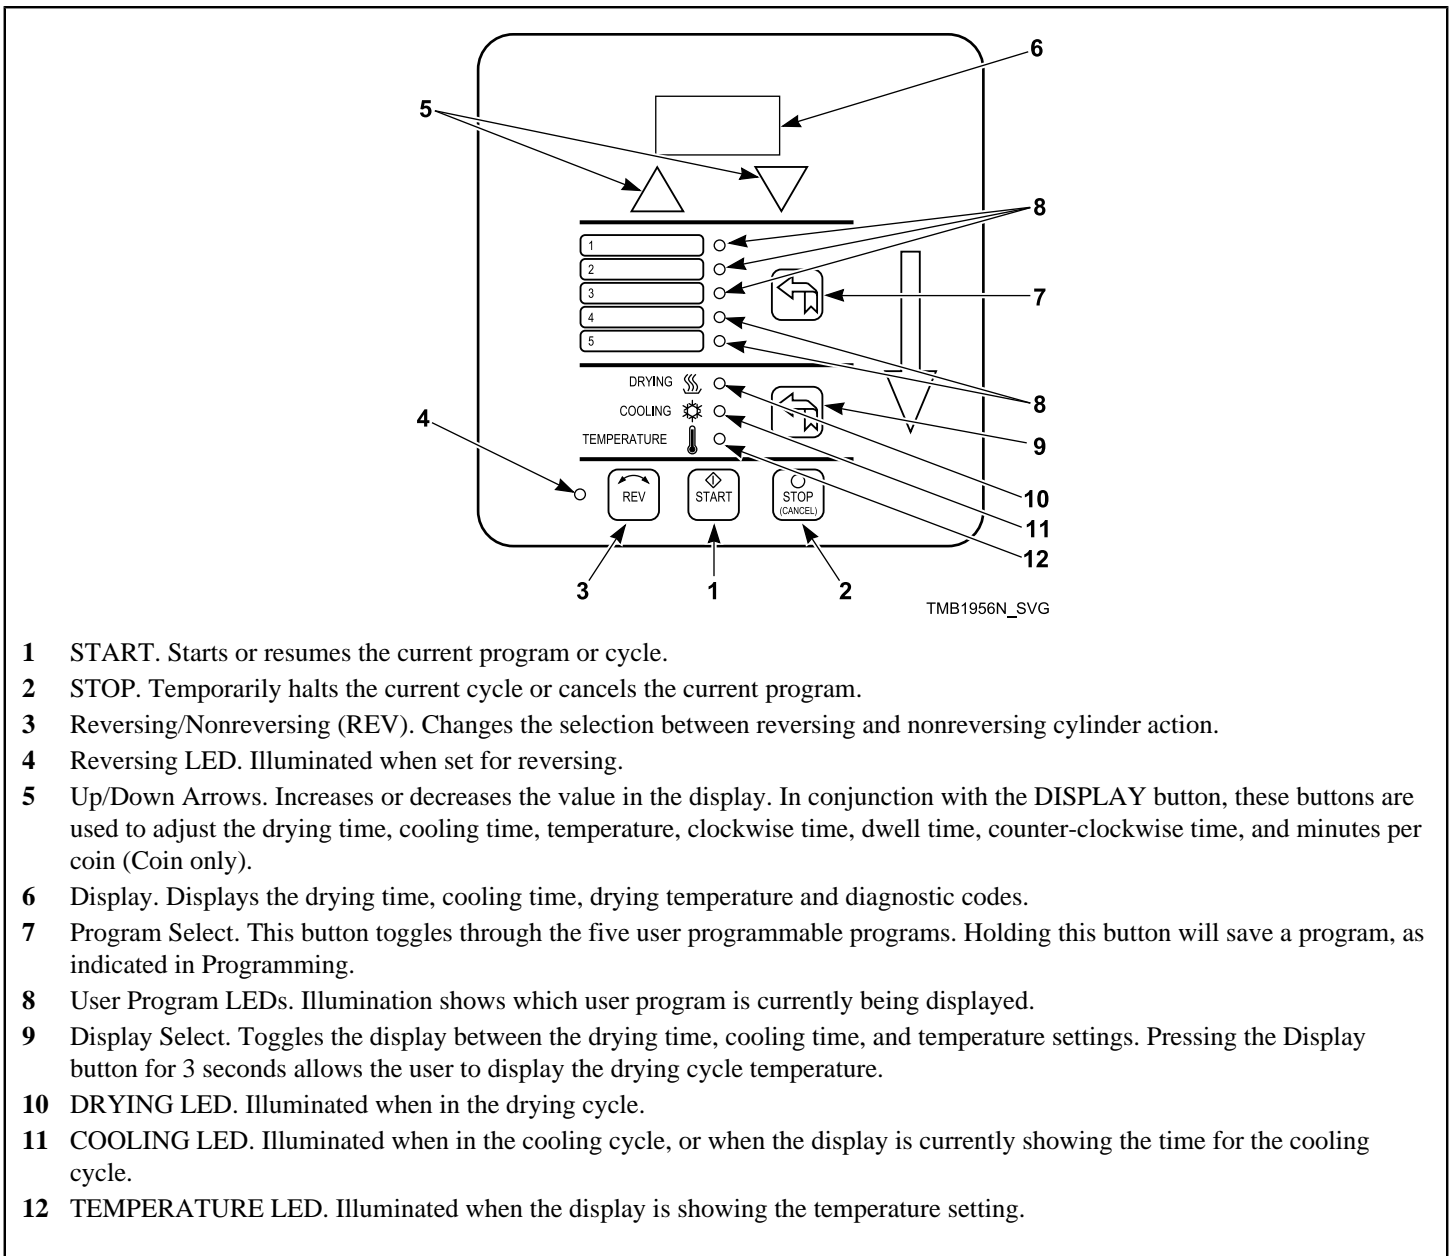 6
5
8
1
2
7
3
4
5
DRYING
8
COOLING
4
TEMPERATURE
9
10
REV
START
STOP
(CANCEL)
11
12
3
1
2
TMB1956N_SVG
1 START. Starts or resumes the current program or cycle.
2 STOP. Temporarily halts the current cycle or cancels the current program.
3 Reversing/Nonreversing (REV). Changes the selection between reversing and nonreversing cylinder action.
4 Reversing LED. Illuminated when set for reversing.
5 Up/Down Arrows. Increases or decreases the value in the display. In conjunction with the DISPLAY button, these buttons are
used to adjust the drying time, cooling time, temperature, clockwise time, dwell time, counter-clockwise time, and minutes per
coin (Coin only).
6 Display. Displays the drying time, cooling time, drying temperature and diagnostic codes.
7 Program Select. This button toggles through the five user programmable programs. Holding this button will save a program, as
indicated in Programming.
8 User Program LEDs. Illumination shows which user program is currently being displayed.
9 Display Select. Toggles the display between the drying time, cooling time, and temperature settings. Pressing the Display
button for 3 seconds allows the user to display the drying cycle temperature.
10 DRYING LED. Illuminated when in the drying cycle.
11 COOLING LED. Illuminated when in the cooling cycle, or when the display is currently showing the time for the cooling
cycle.
12 TEMPERATURE LED. Illuminated when the display is showing the temperature setting.